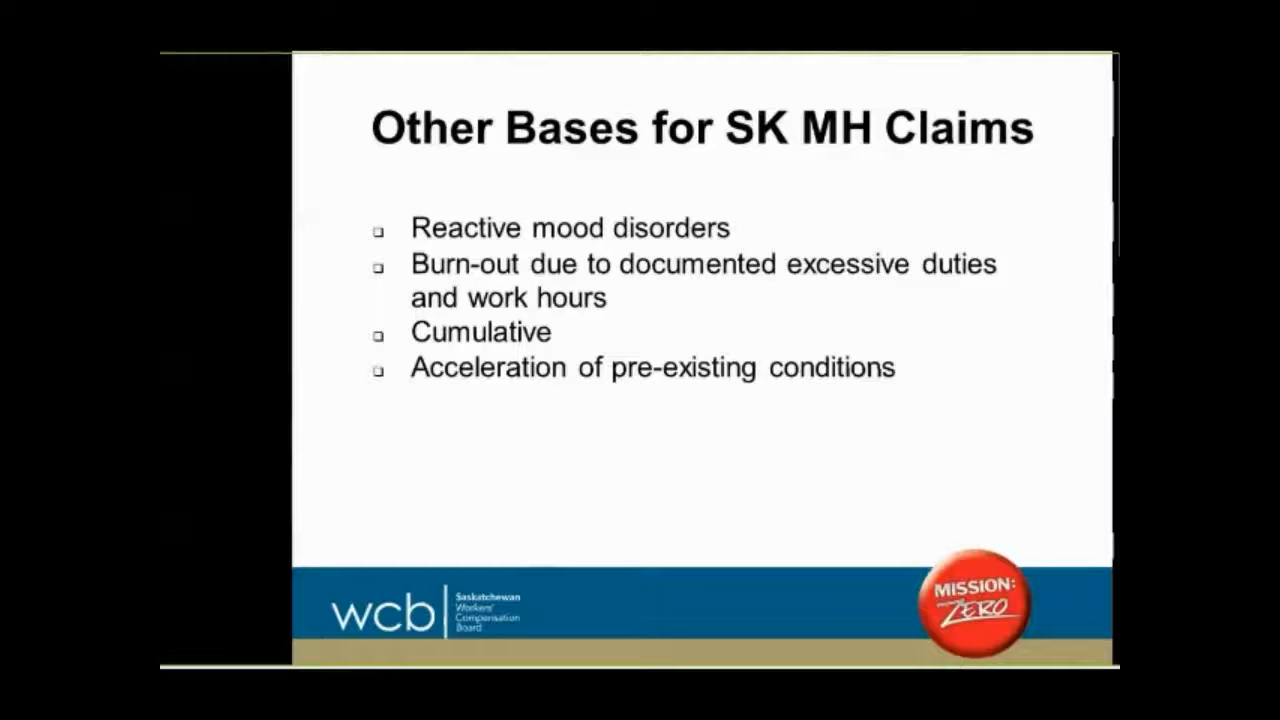 Other Bases for SK MH Claims
Reactive mood disorders
Burn-out due to documented excessive duties
and work hours
Cumulative
Acceleration of pre-existing conditions
wcb
Saskatchewan
Workers'
Compensation
Board
MISSION:
ZERO